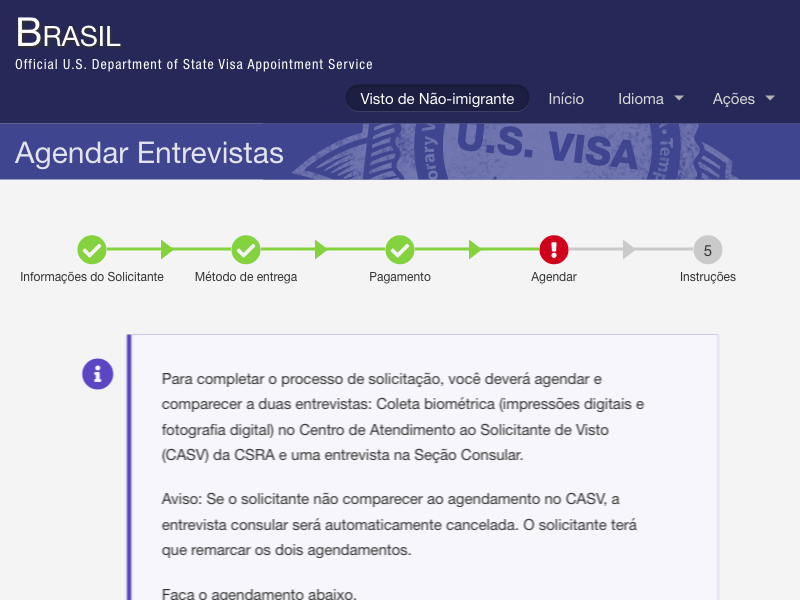 BRASIL
Official U.S. Department of State Visa Appointment Service
Visto de Não-imigrante Início Idioma Ações
Agendar Entrevistas
orary V U.S. VISA Temp
5
Informações do Solicitante Método de entrega Pagamento Agendar Instruções
Para completar o processo de solicitação, você deverá agendar e
comparecer a duas entrevistas: Coleta biométrica (impressões digitais e
fotografia digital) no Centro de Atendimento ao Solicitante de Visto
(CASV) da CSRA e uma entrevista na Seção Consular.
Aviso: Se o solicitante não comparecer ao agendamento no CASV, a
entrevista consular será automaticamente cancelada. O solicitante terá
que remarcar os dois agendamentos.
Faça o agendamento abaixo.